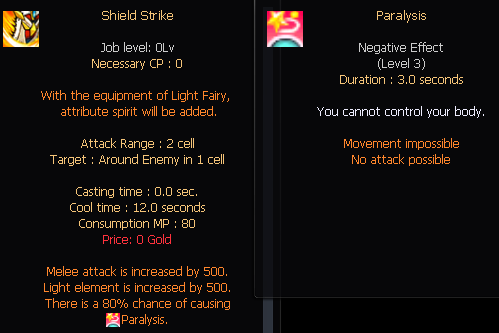 Shield Strike
Job level: 0Lv
Necessary CP : 0
With the equipment of Light Fairy,
attribute spirit will be added.
Attack Range : 2 cell
Target : Around Enemy in 1 cell
Casting time : 0.0 sec.
Cool time : 12.0 seconds
Consumption MP : 80
Price: 0 Gold
Melee attack is increased by 500.
Light element is increased by 500.
There is a 80% chance of causing
Paralysis.
Paralysis
Negative Effect
(Level 3)
Duration : 3.0 seconds
You cannot control your body.
Movement impossible
No attack possible